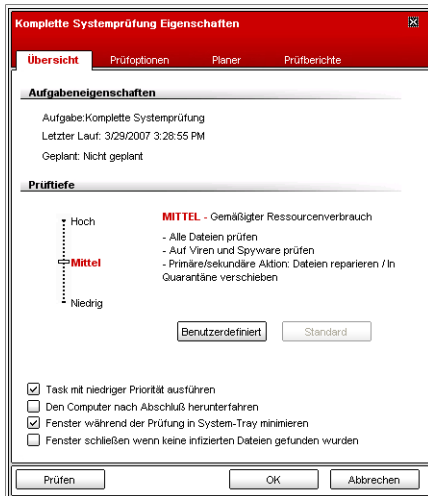 Komplette Systemprüfung Eigenschaften
Übersicht Prüfoptionen Planer Prüfberichte
Aufgabeneigenschaften
Aufgabe:Komplette Systemprüfung
Letzter Lauf: 3/29/2007 3:28:55 PM
Geplant: Nicht geplant
Prüftiefe
Hoch
Mittel
Niedrig
MITTEL - Gemäßigter Ressourcenverbrauch
- Alle Dateien prüfen
- Auf Viren und Spyware prüfen
- Primäre/sekundäre Aktion: Dateien reparieren / In
Quarantäne verschieben
Benutzerdefiniert Standard
Task mit niedriger Priorität ausführen
Den Computer nach Abschluß herunterfahren
Fenster während der Prüfung in System-Tray minimieren
Fenster schließen wenn keine infizierten Dateien gefunden wurden
Prüfen OK Abbrechen